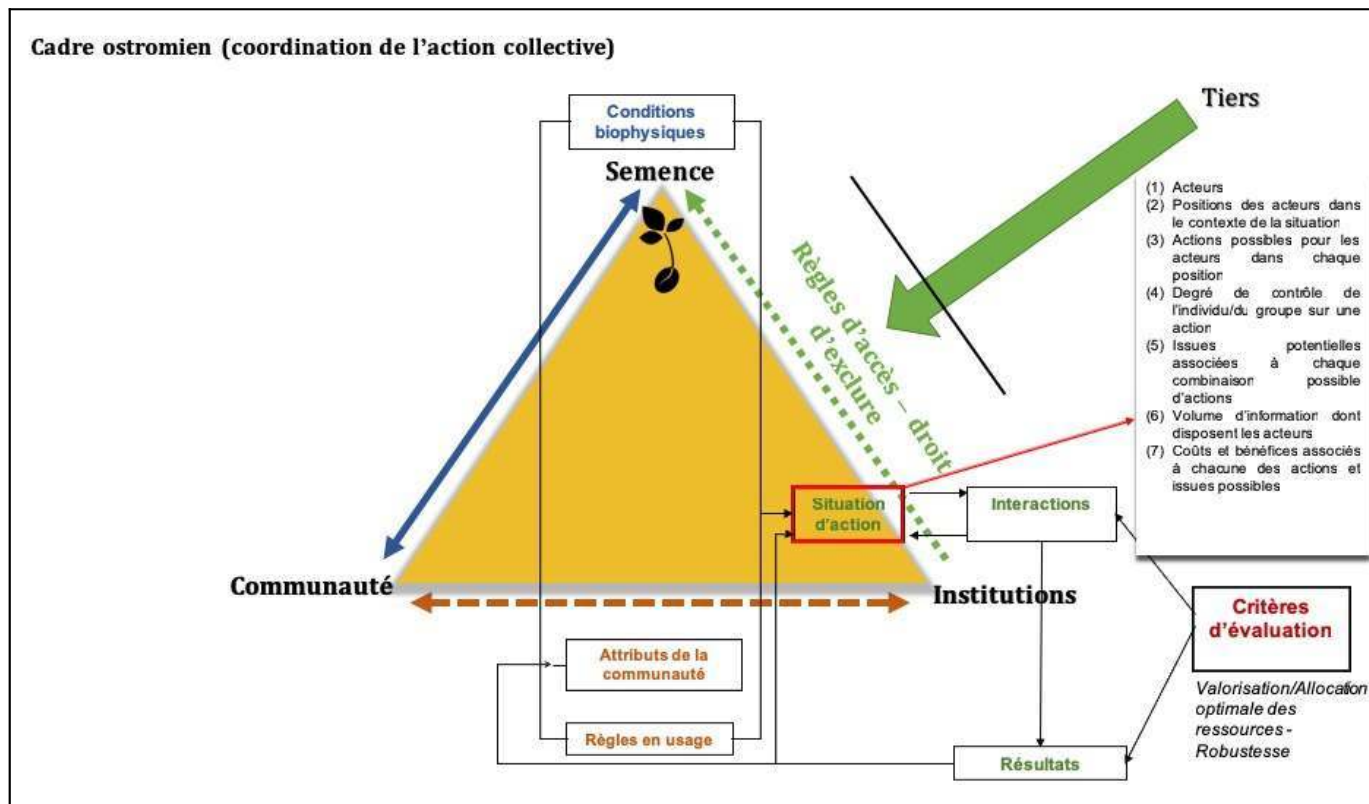 Cadre ostromien (coordination de l'action collective)
Tiers
Conditions
biophysiques
Semence
Règles d'accès – droit
d'exclure
(1) Acteurs
(2) Positions des acteurs dans
le contexte de la situation
(3) Actions possibles pour les
acteurs dans chaque
position
(4) Degré de contrôle de
l'individu/du groupe sur une
action
(5) Issues potentielles
associées à chaque
combinaison possible
d'actions
(6) Volume d'information dont
disposent les acteurs
(7) Coûts et bénéfices associés
à chacune des actions et
issues possibles
Situation
d'action
Interactions
Communauté
Institutions
Critères
d'évaluation
Attributs de la
communauté
Valorisation/Allocation
optimale des
ressources -
Robustesse
Règles en usage
Résultats